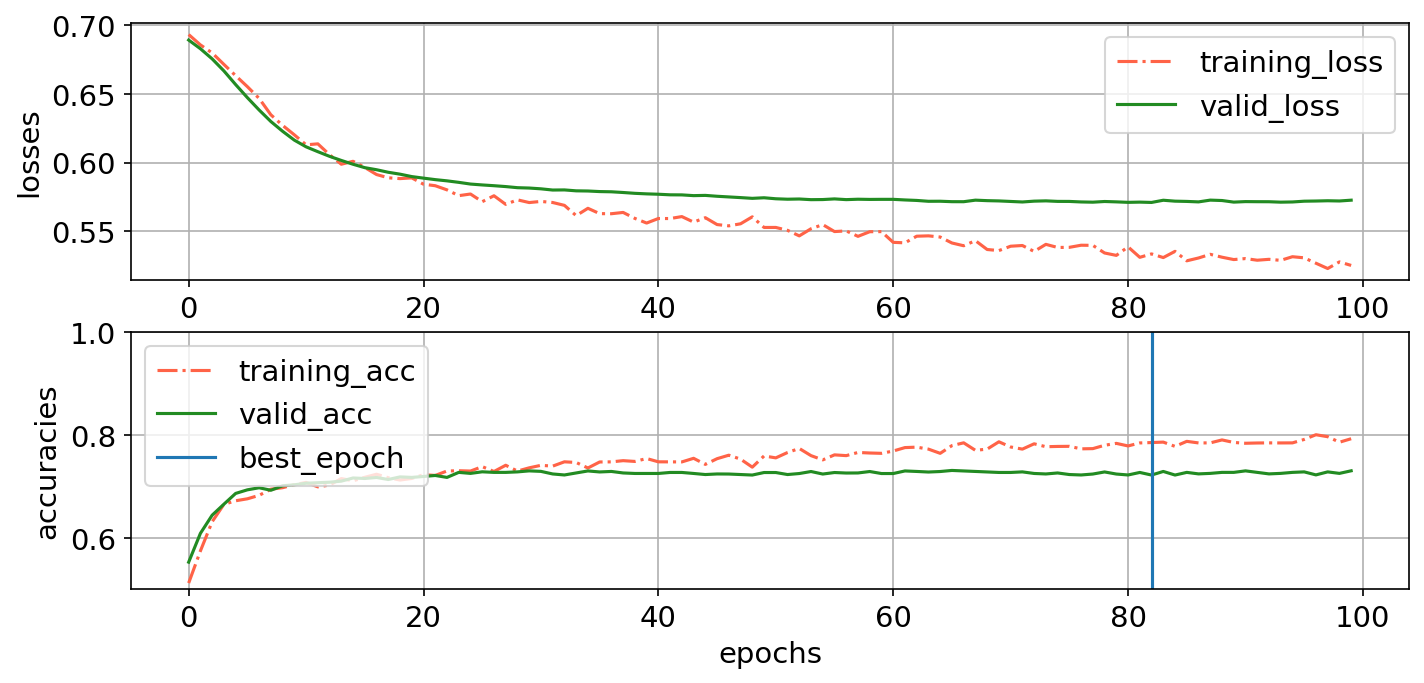 losses
0.70
0.65
0.60
0.55
training_loss
valid_loss
0 20 40 60 80 100
accuracies
1.0
0.8
0.6
training_acc
valid_acc
best_epoch
0 20 40 60 80 100
epochs